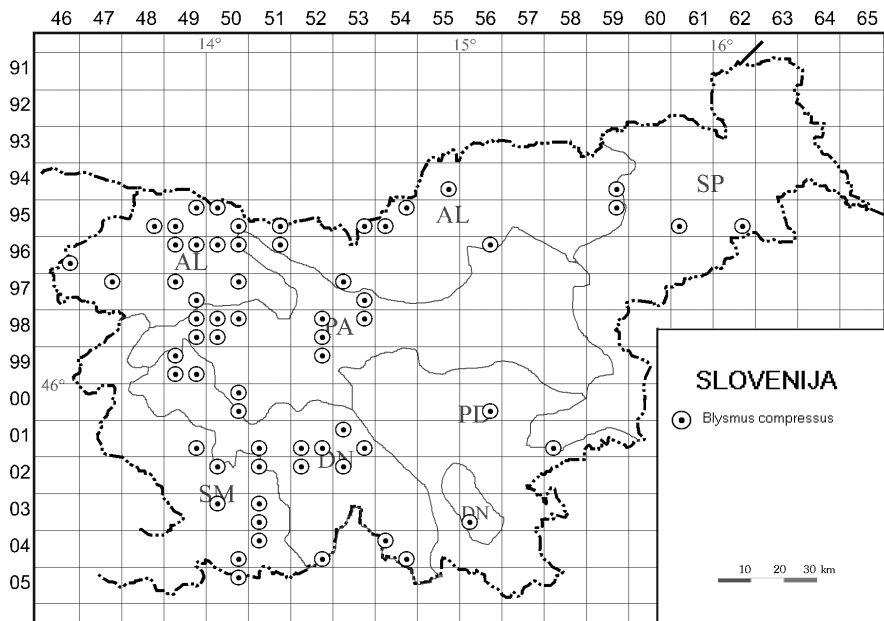 46 47 48 49 50 51 52 53 54 55 56 57 58 59 60 61 62 63 64 65
14° 15° 16°
91
92
93
94
SP
95
AL
96
AL
97
98
PA
99
46°
SLOVENIJA
00
Blysmus compressus
PD
01
02
DN
SM
03
DN
04
05
10 20 30 km